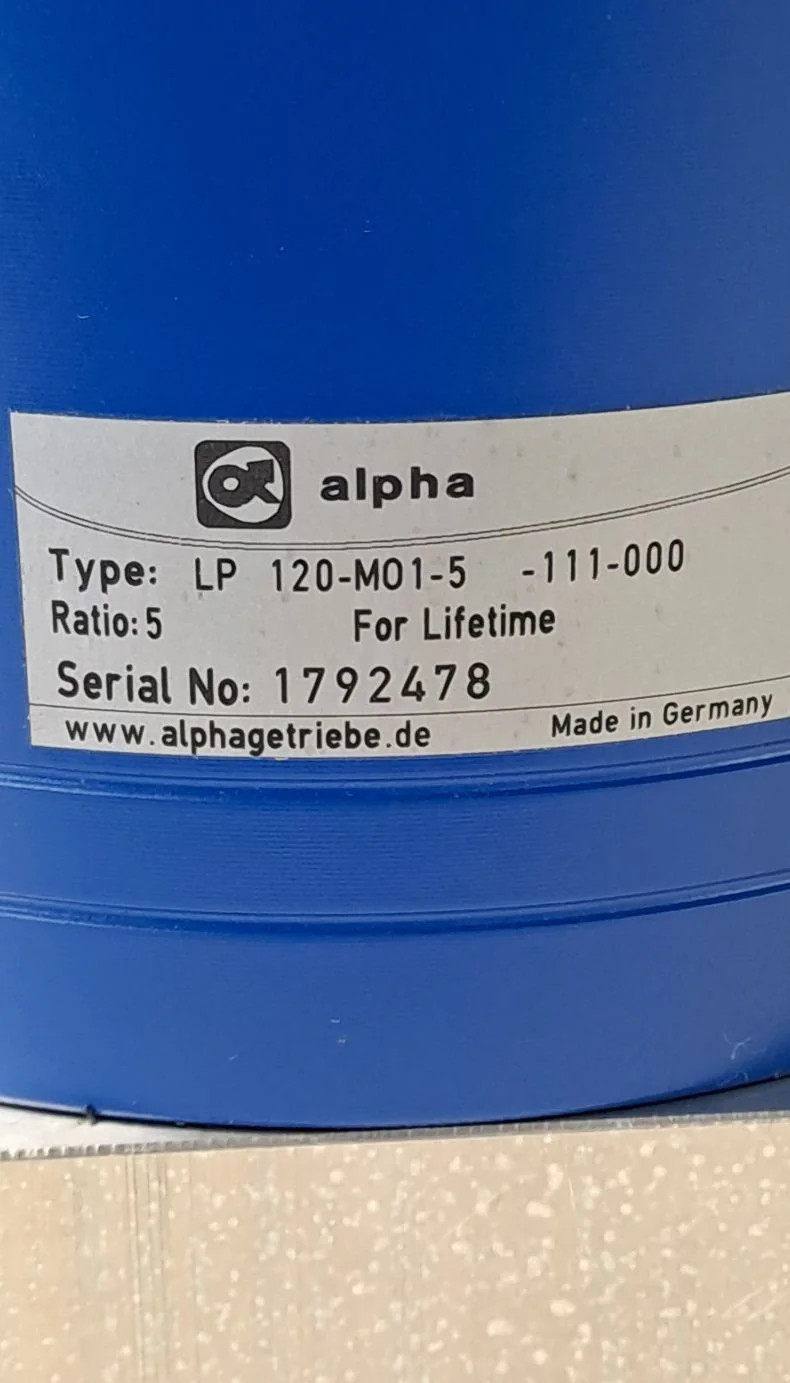 alpha
Type: LP 120-M01-5 -111-000
Ratio: 5 For Lifetime
Serial No: 1792478
www.alphagetriebe.de Made in Germany